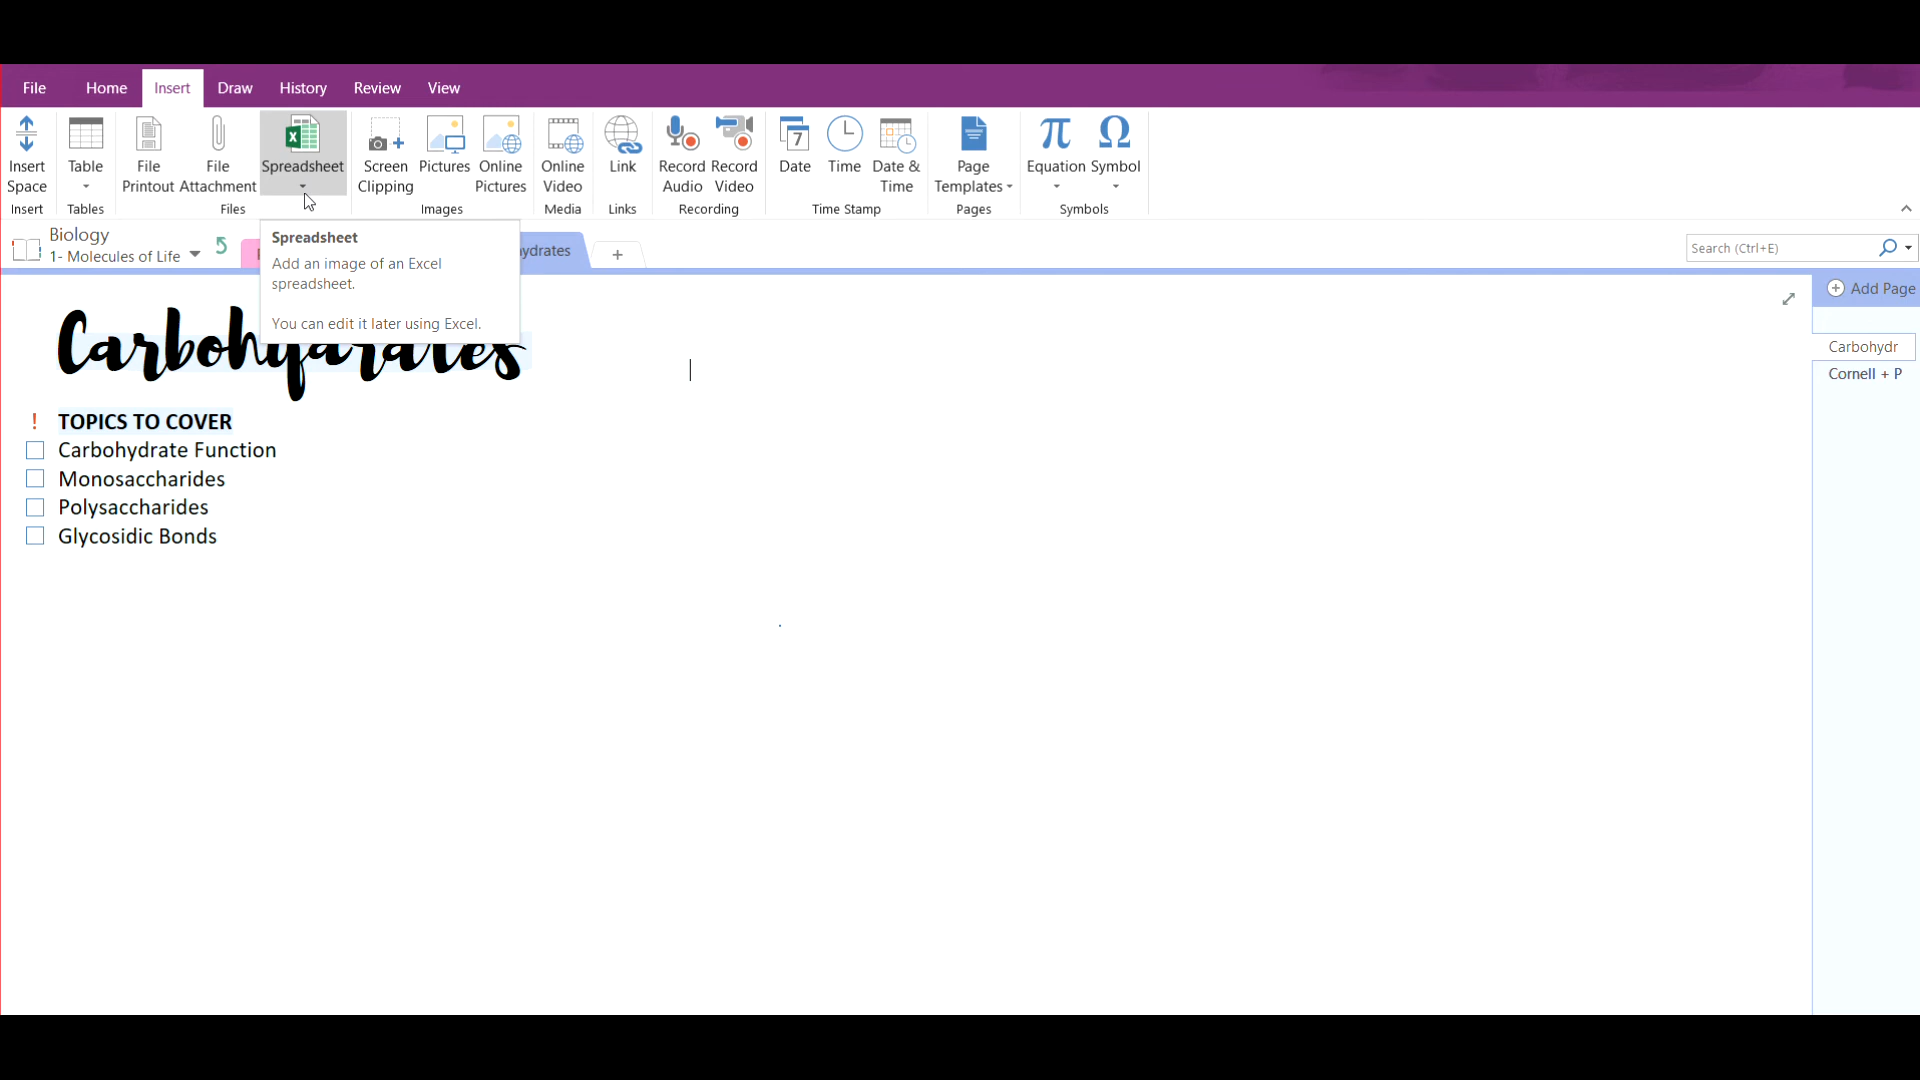 File Home Insert Draw History Review View
Insert Space
Table
File Printout
File Attachment
Spreadsheet
Screen Clipping
Pictures
Online Pictures
Online Video
Link
Record Audio
Record Video
Date
Time
Date & Time
Page Templates
Equation
Symbol
Insert Tables Files Images Media Links Recording Time Stamp Pages Symbols
Biology
1- Molecules of Life
ydrates
+
Search (Ctrl+E)
Spreadsheet
Add an image of an Excel
spreadsheet.
You can edit it later using Excel.
Add Page
Carbohydr
Cornell + P
Carbohydrates
! TOPICS TO COVER
Carbohydrate Function
Monosaccharides
Polysaccharides
Glycosidic Bonds